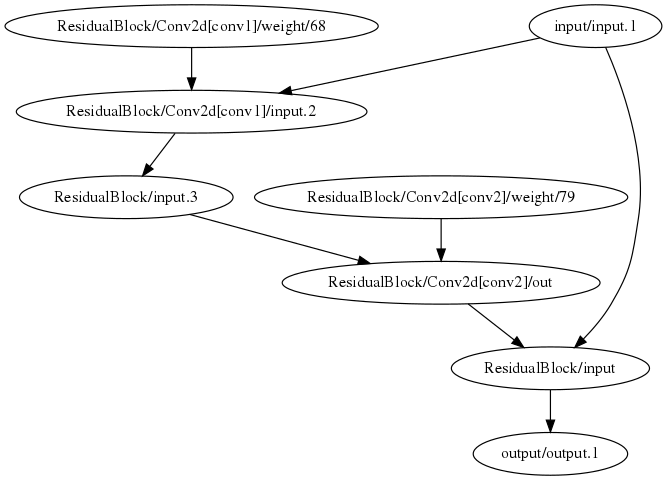 ResidualBlock/Conv2d[conv1]/weight/68
input/input.1
ResidualBlock/Conv2d[conv1]/input.2
ResidualBlock/input.3
ResidualBlock/Conv2d[conv2]/weight/79
ResidualBlock/Conv2d[conv2]/out
ResidualBlock/input
output/output.1